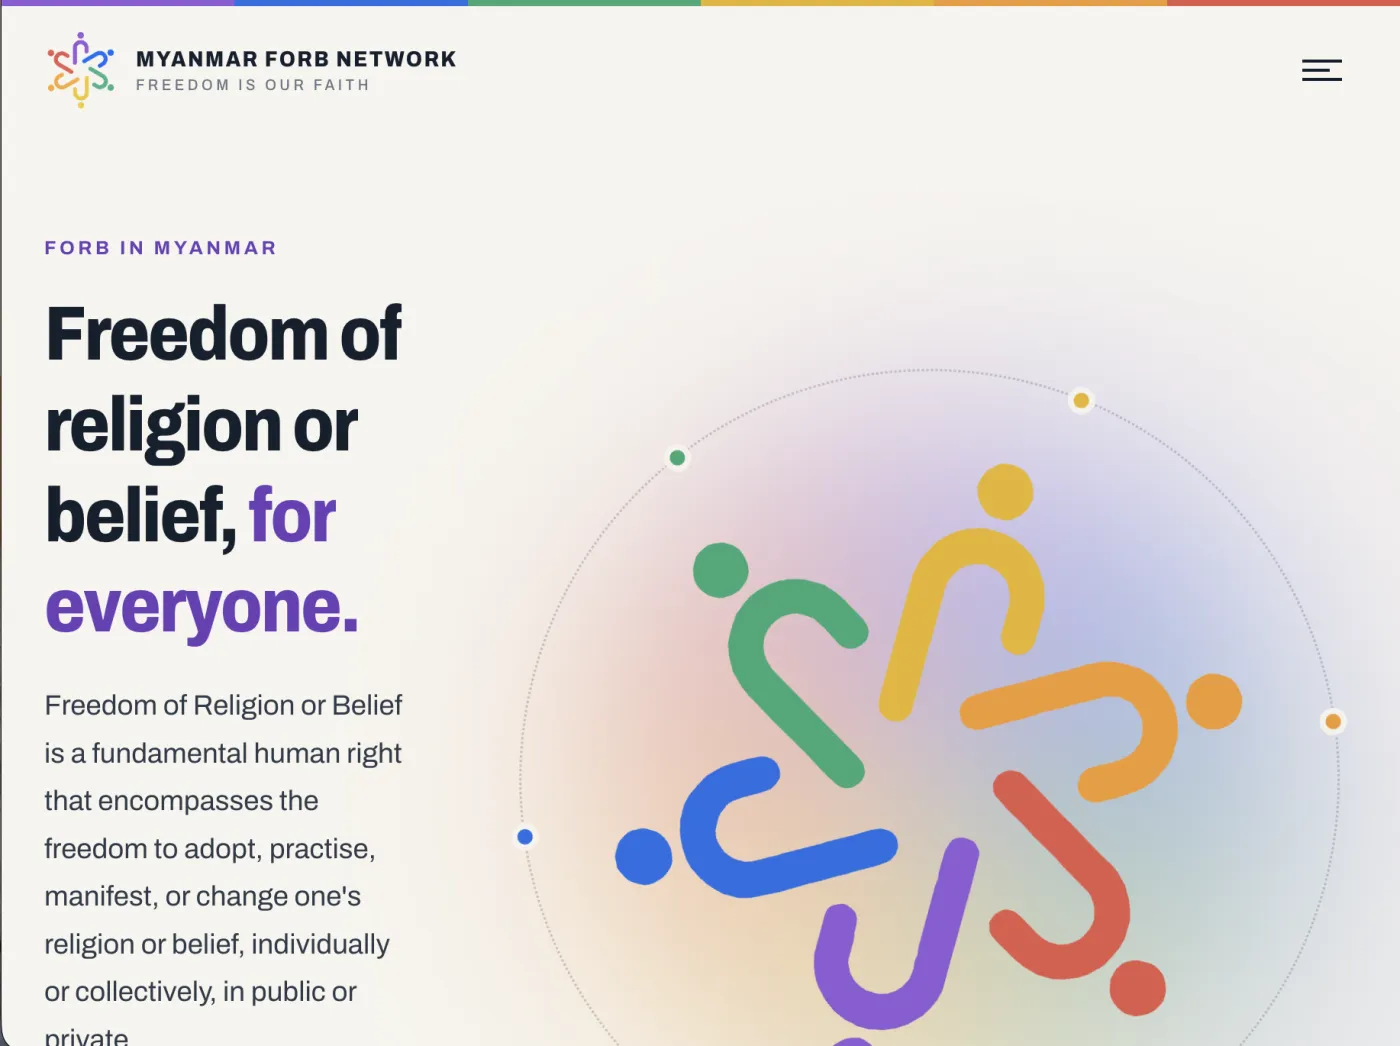 MYANMAR FORB NETWORK
FREEDOM IS OUR FAITH
FORB IN MYANMAR
Freedom of
religion or
belief, for
everyone.
Freedom of Religion or Belief
is a fundamental human right
that encompasses the
freedom to adopt, practise,
manifest, or change one's
religion or belief, individually
or collectively, in public or
private